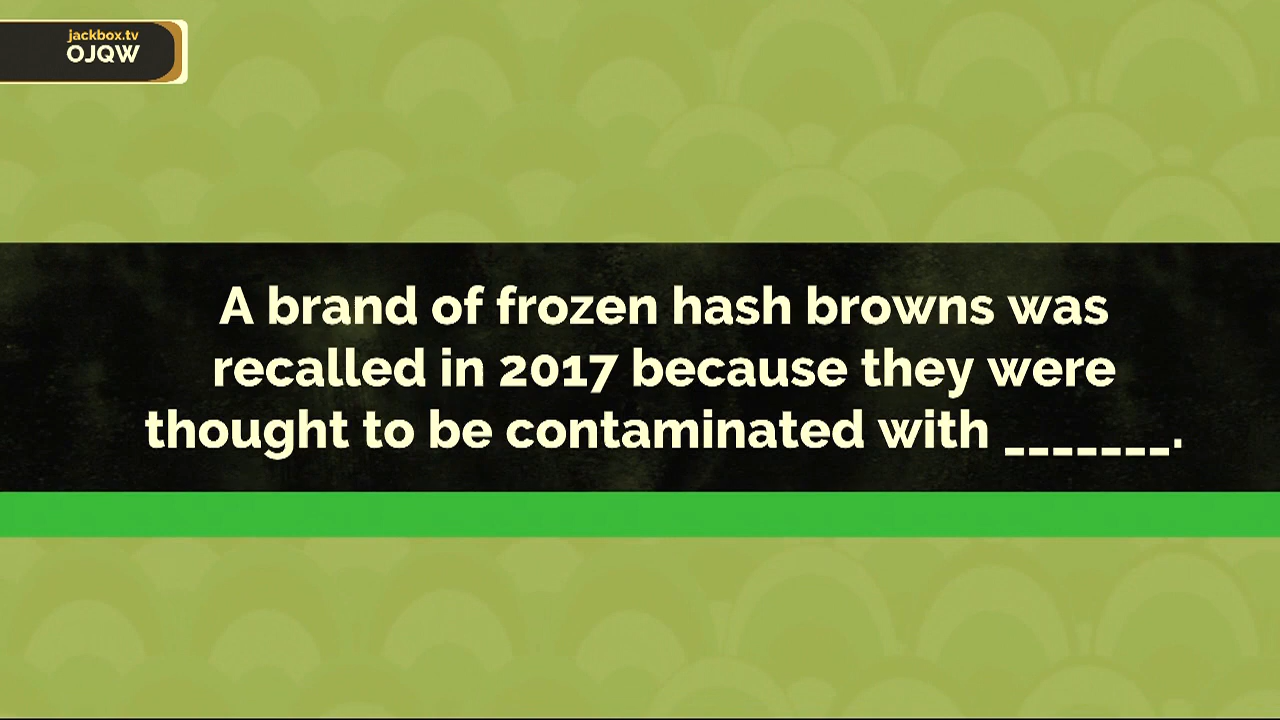 jackbox.tv
OJQW
A brand of frozen hash browns was
recalled in 2017 because they were
thought to be contaminated with _______.